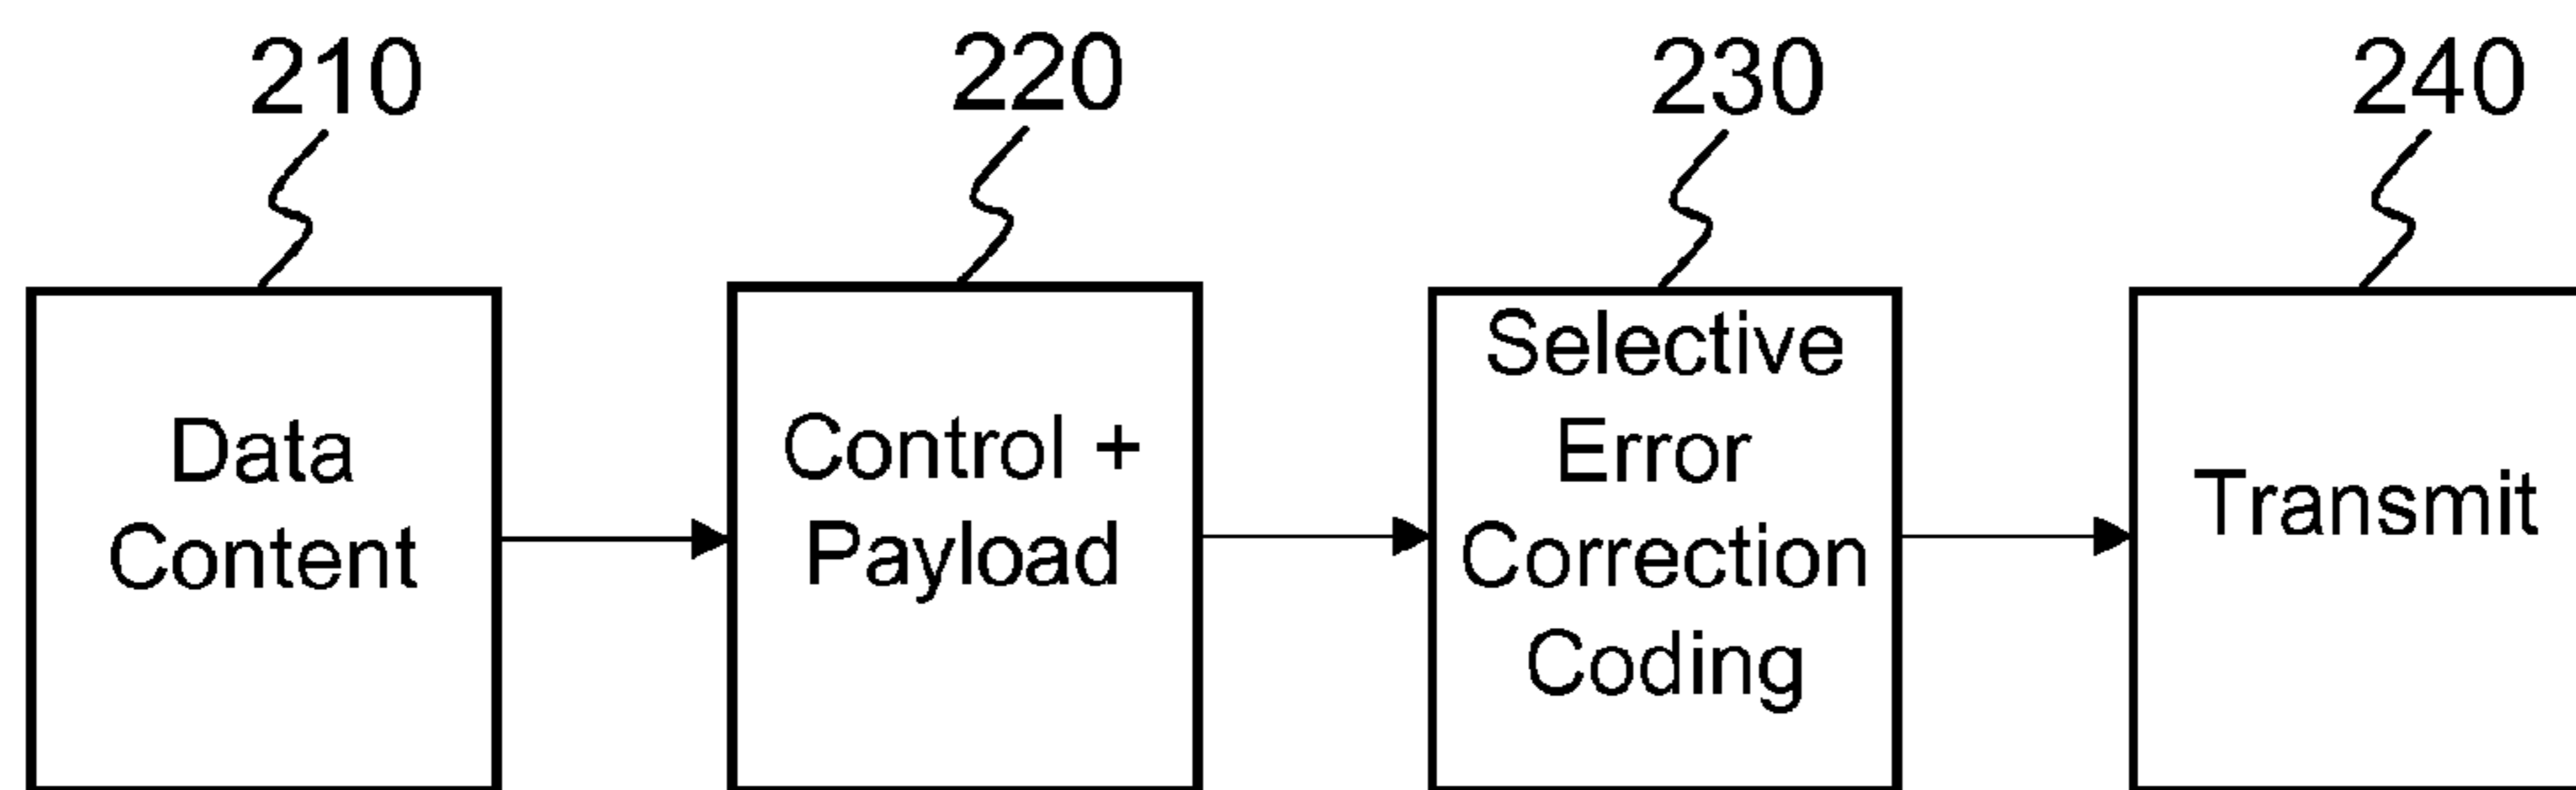 210
220
230
240
Data
Content
Control +
Payload
Selective
Error
Correction
Coding
Transmit